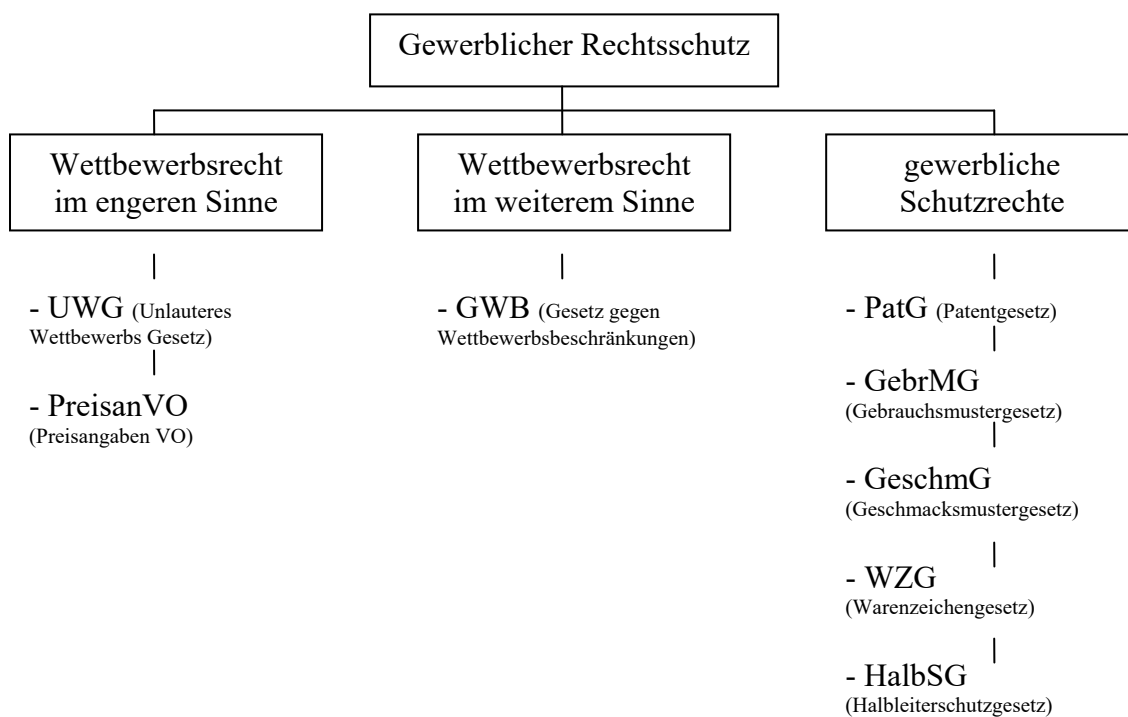 Gewerblicher Rechtsschutz
Wettbewerbsrecht
im engeren Sinne
- UWG (Unlauteres
Wettbewerbs Gesetz)
- PreisanVO
(Preisangaben VO)
Wettbewerbsrecht
im weiterem Sinne
- GWB (Gesetz gegen
Wettbewerbsbeschränkungen)
gewerbliche
Schutzrechte
- PatG (Patentgesetz)
- GebrMG
(Gebrauchsmustergesetz)
- GeschmG
(Geschmacksmustergesetz)
- WZG
(Warenzeichengesetz)
- HalbSG
(Halbleiterschutzgesetz)